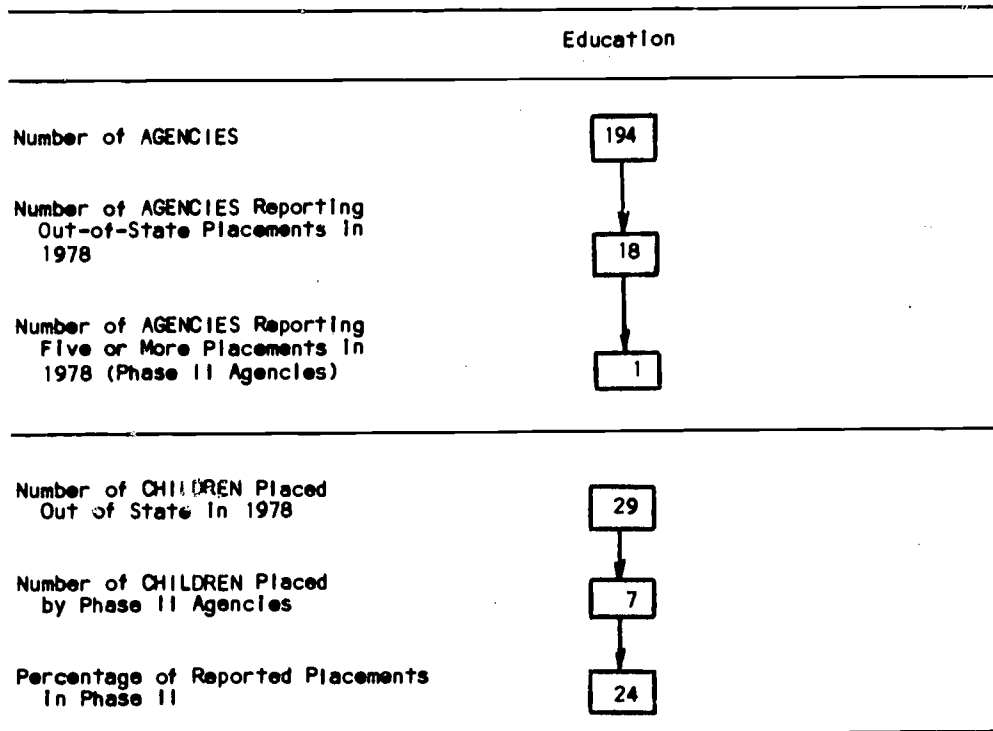 Education
Number of AGENCIES
194
Number of AGENCIES Reporting
Out-of-State Placements in
1978
18
Number of AGENCIES Reporting
Five or More Placements in
1978 (Phase II Agencies)
1
Number of CHILDREN Placed
Out of State in 1978
29
Number of CHILDREN Placed
by Phase II Agencies
7
Percentage of Reported Placements
in Phase II
24